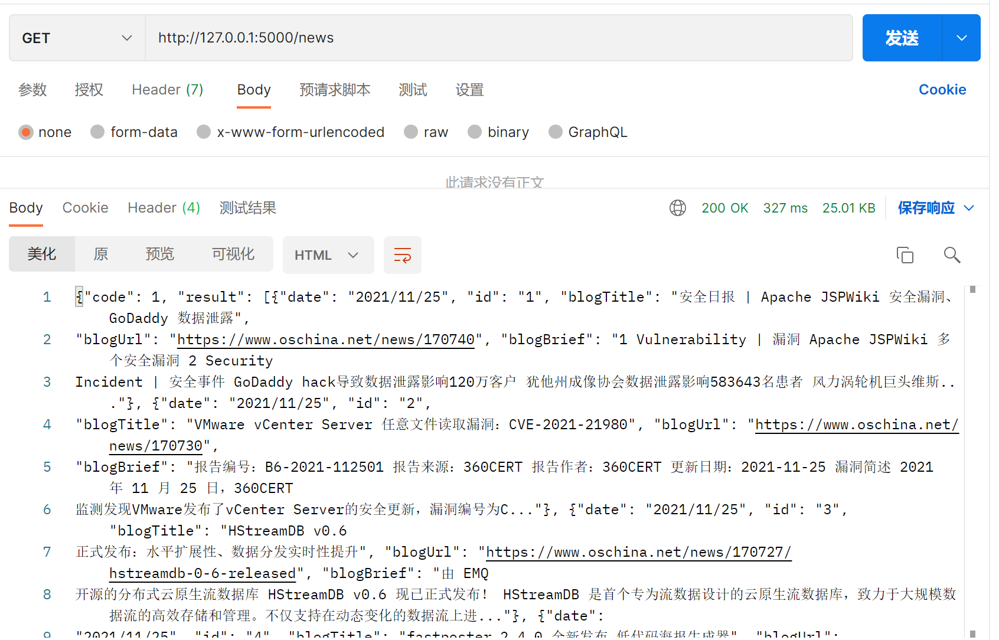 GET http://127.0.0.1:5000/news 发送
参数 授权 Header (7) Body 预请求脚本 测试 设置 Cookie
none form-data x-www-form-urlencoded raw binary GraphQL
此请求没有正文
Body Cookie Header (4) 测试结果 200 OK 327 ms 25.01 KB 保存响应
美化 原 预览 可视化 HTML
1 {"code": 1, "result": [{"date": "2021/11/25", "id": "1", "blogTitle": "安全日报 | Apache JSPWiki 安全漏洞、
GoDaddy 数据泄露",
2 "blogUrl": "https://www.oschina.net/news/170740", "blogBrief": "1 Vulnerability | 漏洞 Apache JSPWiki 多
个安全漏洞 2 Security
3 Incident | 安全事件 GoDaddy hack导致数据泄露影响120万客户 犹他州成像协会数据泄露影响583643名患者 风力涡轮机巨头维斯..
."}, {"date": "2021/11/25", "id": "2",
4 "blogTitle": "VMware vCenter Server 任意文件读取漏洞：CVE-2021-21980", "blogUrl": "https://www.oschina.net/
news/170730",
5 "blogBrief": "报告编号：B6-2021-112501 报告来源：360CERT 报告作者：360CERT 更新日期：2021-11-25 漏洞简述 2021
年 11 月 25 日，360CERT
6 监测发现VMware发布了vCenter Server的安全更新，漏洞编号为C..."}, {"date": "2021/11/25", "id": "3",
"blogTitle": "HStreamDB v0.6
7 正式发布：水平扩展性、数据分发实时性提升", "blogUrl": "https://www.oschina.net/news/170727/
hstreamdb-0-6-released", "blogBrief": "由 EMQ
8 开源的分布式云原生流数据库 HStreamDB v0.6 现已正式发布！ HStreamDB 是首个专为流数据设计的云原生流数据库，致力于大规模数
据流的高效存储和管理。不仅支持在动态变化的数据流上进..."}, {"date":
9 "2021/11/25", "id": "4", "blogTitle": "fastposter 2.4.0 全新发布 低代码海报生成器", "blogUrl":